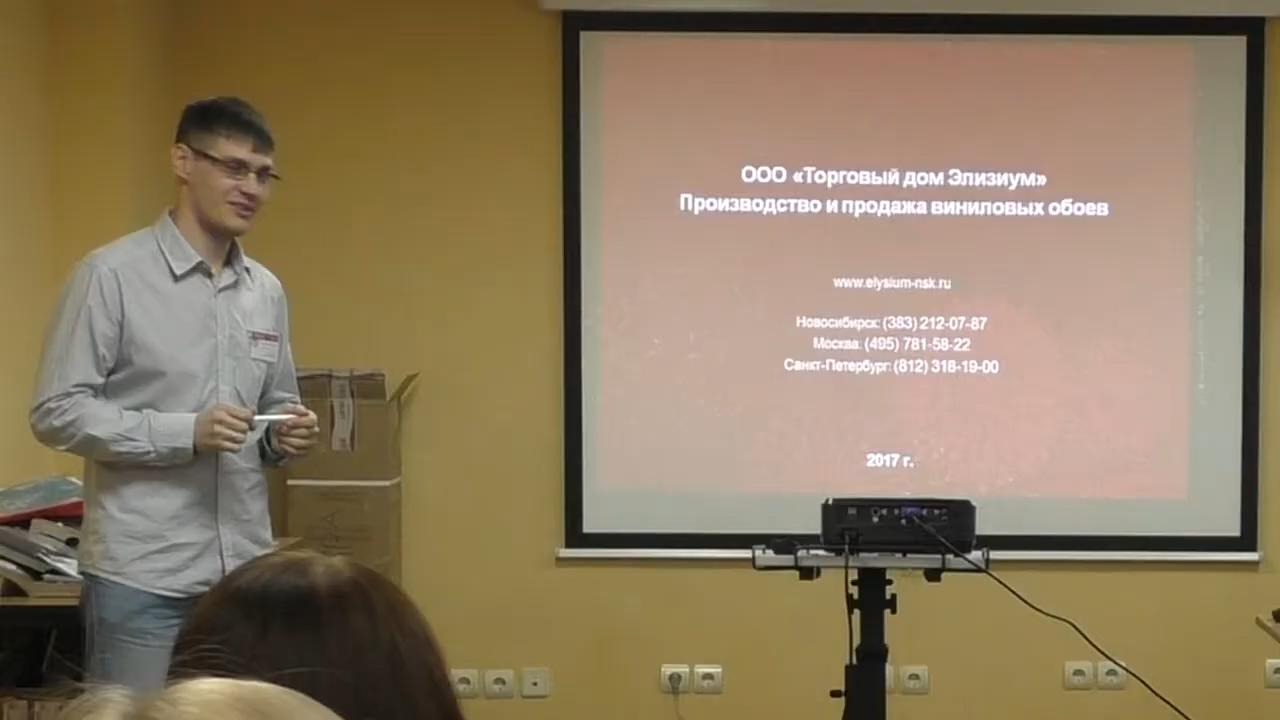 ООО «Торговый дом Элизиум»
Производство и продажа виниловых обоев
www.elysium-nsk.ru
Новосибирск: (383) 212-07-87
Москва: (495) 781-58-22
Санкт-Петербург: (812) 318-19-00
2017 г.